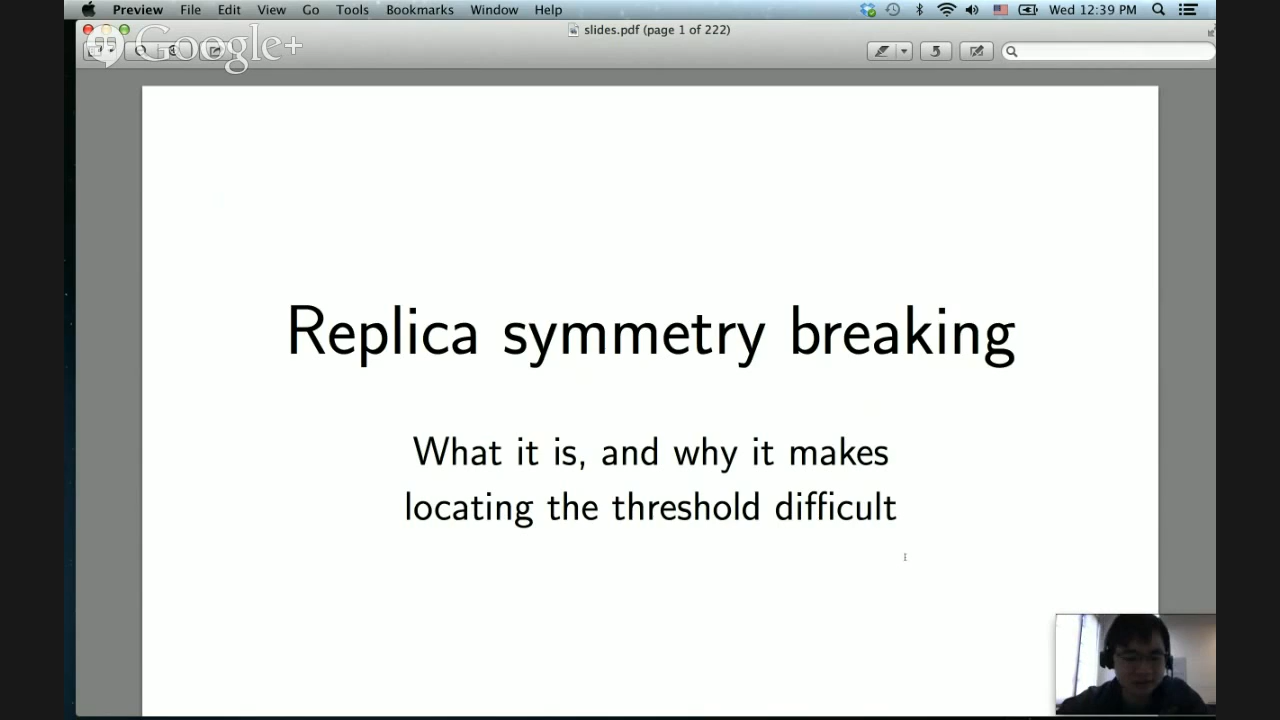 Preview File Edit View Go Tools Bookmarks Window Help Wed 12:39 PM
slides.pdf (page 1 of 222)
Google+
Replica symmetry breaking
What it is, and why it makes
locating the threshold difficult